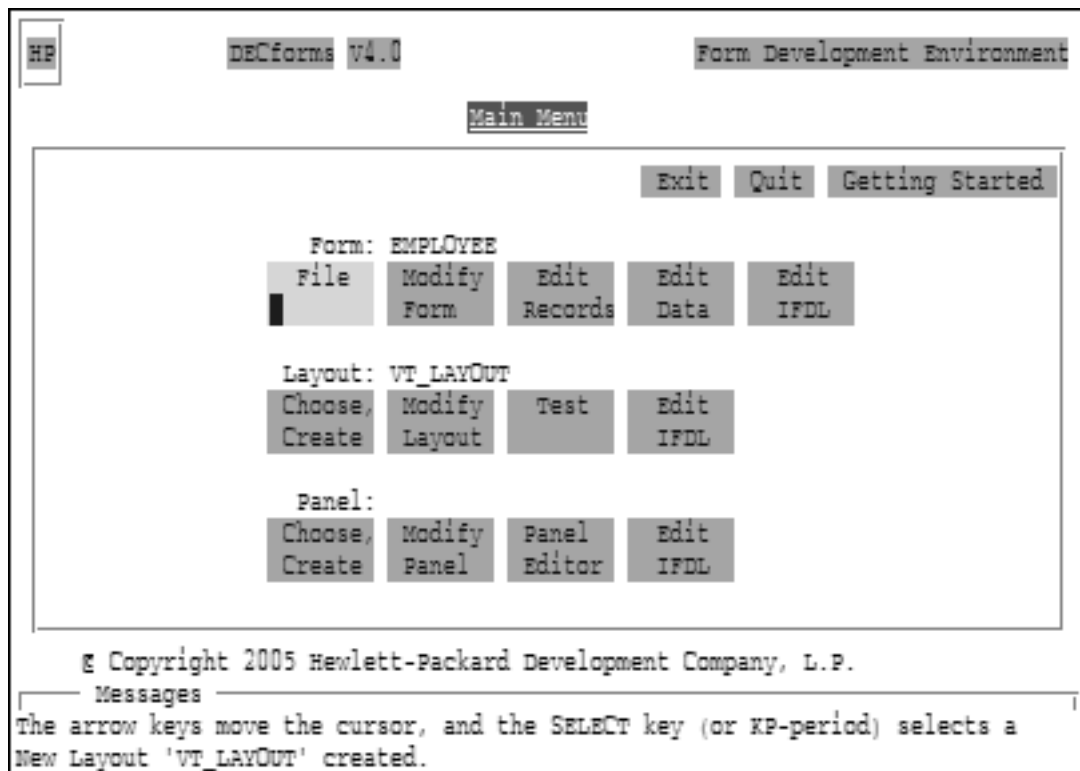 HP DECforms V4.0 Form Development Environment
Main Menu
Exit Quit Getting Started
Form: EMPLOYEE
File Modify Edit Edit Edit
Form Records Data IFDL
Layout: VT_LAYOUT
Choose, Modify Test Edit
Create Layout IFDL
Panel:
Choose, Modify Panel Edit
Create Panel Editor IFDL
Copyright 2005 Hewlett-Packard Development Company, L.P.
Messages
The arrow keys move the cursor, and the SELECT key (or KP-period) selects a
New Layout 'VT_LAYOUT' created.